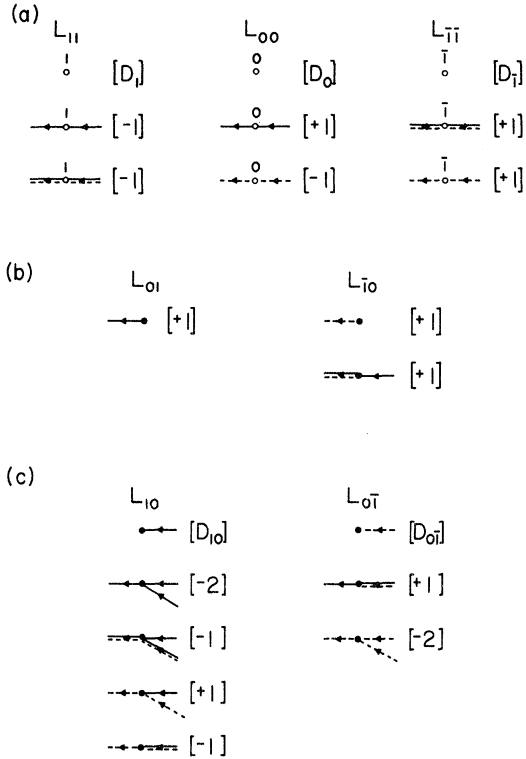 (a)
L₁₁ L₀₀ L₁̄₁̄
1 [D₁] 0 [D₀] 1̄ [D₁̄]
1 [-1] 0 [+1] 1̄ [+1]
1 [-1] 0 [-1] 1̄ [+1]
(b)
L₀₁ L₁̄₀
[+1] [+1]
[+1]
(c)
L₁₀ L₀₁̄
[D₁₀] [D₀₁̄]
[-2] [+1]
[-1] [-2]
[+1]
[-1]